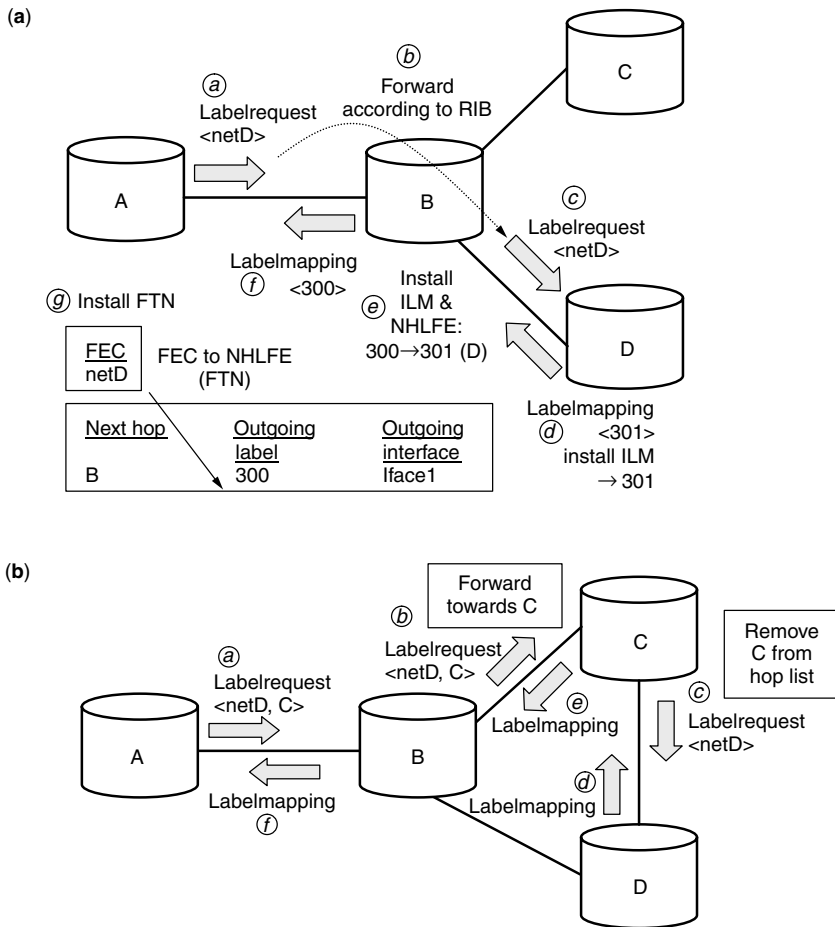 (a)
C
b
Forward
according to RIB
a
Labelrequest
<netD>
A
B
c
Labelrequest
<netD>
Labelmapping
f <300>
e Install
ILM &
NHLFE:
300→301 (D)
D
Labelmapping
<301>
d
install ILM
→ 301
g Install FTN
FEC
netD
FEC to NHLFE
(FTN)
Next hop Outgoing label Outgoing interface
B 300 Iface1
(b)
Forward
towards C
C
Remove
C from
hop list
b
Labelrequest
<netD, C>
a
Labelrequest
<netD, C>
e
Labelmapping
c
Labelrequest
<netD>
A
B
Labelmapping
f
d
Labelmapping
D